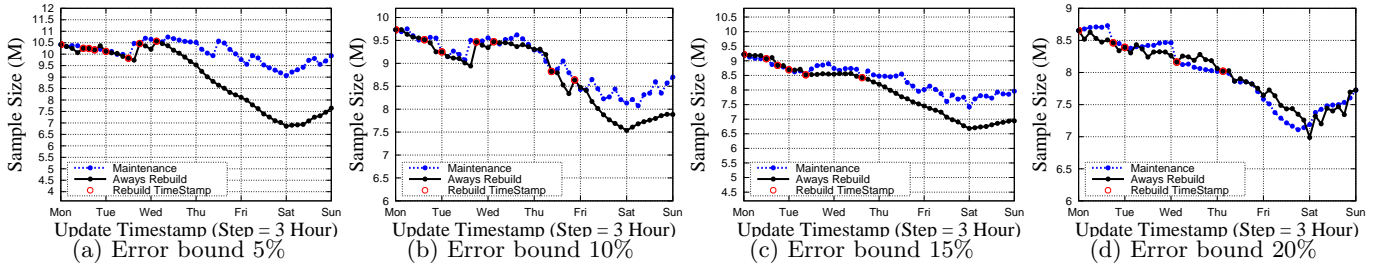 Sample Size (M)
12
11.5
11
10.5
10
9.5
9
8.5
8
7.5
7
6.5
6
5.5
5
4.5
4
Maintenance
Aways Rebuild
Rebuild TimeStamp
Mon Tue Wed Thu Fri Sat Sun
Update Timestamp (Step = 3 Hour)
(a) Error bound 5%
Sample Size (M)
10
9.5
9
8.5
8
7.5
7
6.5
6
Maintenance
Aways Rebuild
Rebuild TimeStamp
Mon Tue Wed Thu Fri Sat Sun
Update Timestamp (Step = 3 Hour)
(b) Error bound 10%
Sample Size (M)
10.5
10
9.5
9
8.5
8
7.5
7
6.5
6
5.5
5
4.5
Maintenance
Aways Rebuild
Rebuild TimeStamp
Mon Tue Wed Thu Fri Sat Sun
Update Timestamp (Step = 3 Hour)
(c) Error bound 15%
Sample Size (M)
9
8.5
8
7.5
7
6.5
6
Maintenance
Aways Rebuild
Rebuild TimeStamp
Mon Tue Wed Thu Fri Sat Sun
Update Timestamp (Step = 3 Hour)
(d) Error bound 20%